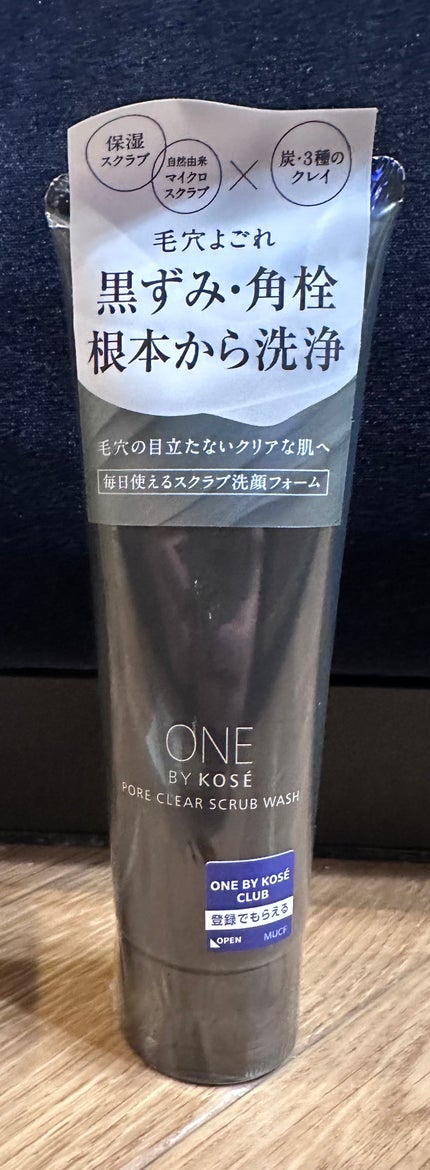 保湿
スクラブ
自然由来
マイクロ
スクラブ
×
炭・3種の
クレイ
毛穴よごれ
黒ずみ・角栓
根本から洗浄
毛穴の目立たないクリアな肌へ
毎日使えるスクラブ洗顔フォーム
ONE
BY KOSÉ
PORE CLEAR SCRUB WASH
ONE BY KOSÉ
CLUB
登録でもらえる
OPEN